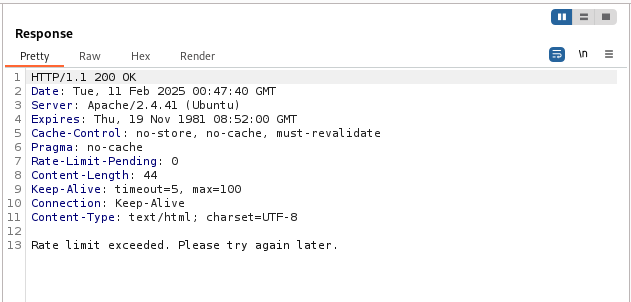 Response
Pretty Raw Hex Render \n
1 HTTP/1.1 200 OK
2 Date: Tue, 11 Feb 2025 00:47:40 GMT
3 Server: Apache/2.4.41 (Ubuntu)
4 Expires: Thu, 19 Nov 1981 08:52:00 GMT
5 Cache-Control: no-store, no-cache, must-revalidate
6 Pragma: no-cache
7 Rate-Limit-Pending: 0
8 Content-Length: 44
9 Keep-Alive: timeout=5, max=100
10 Connection: Keep-Alive
11 Content-Type: text/html; charset=UTF-8
12
13 Rate limit exceeded. Please try again later.